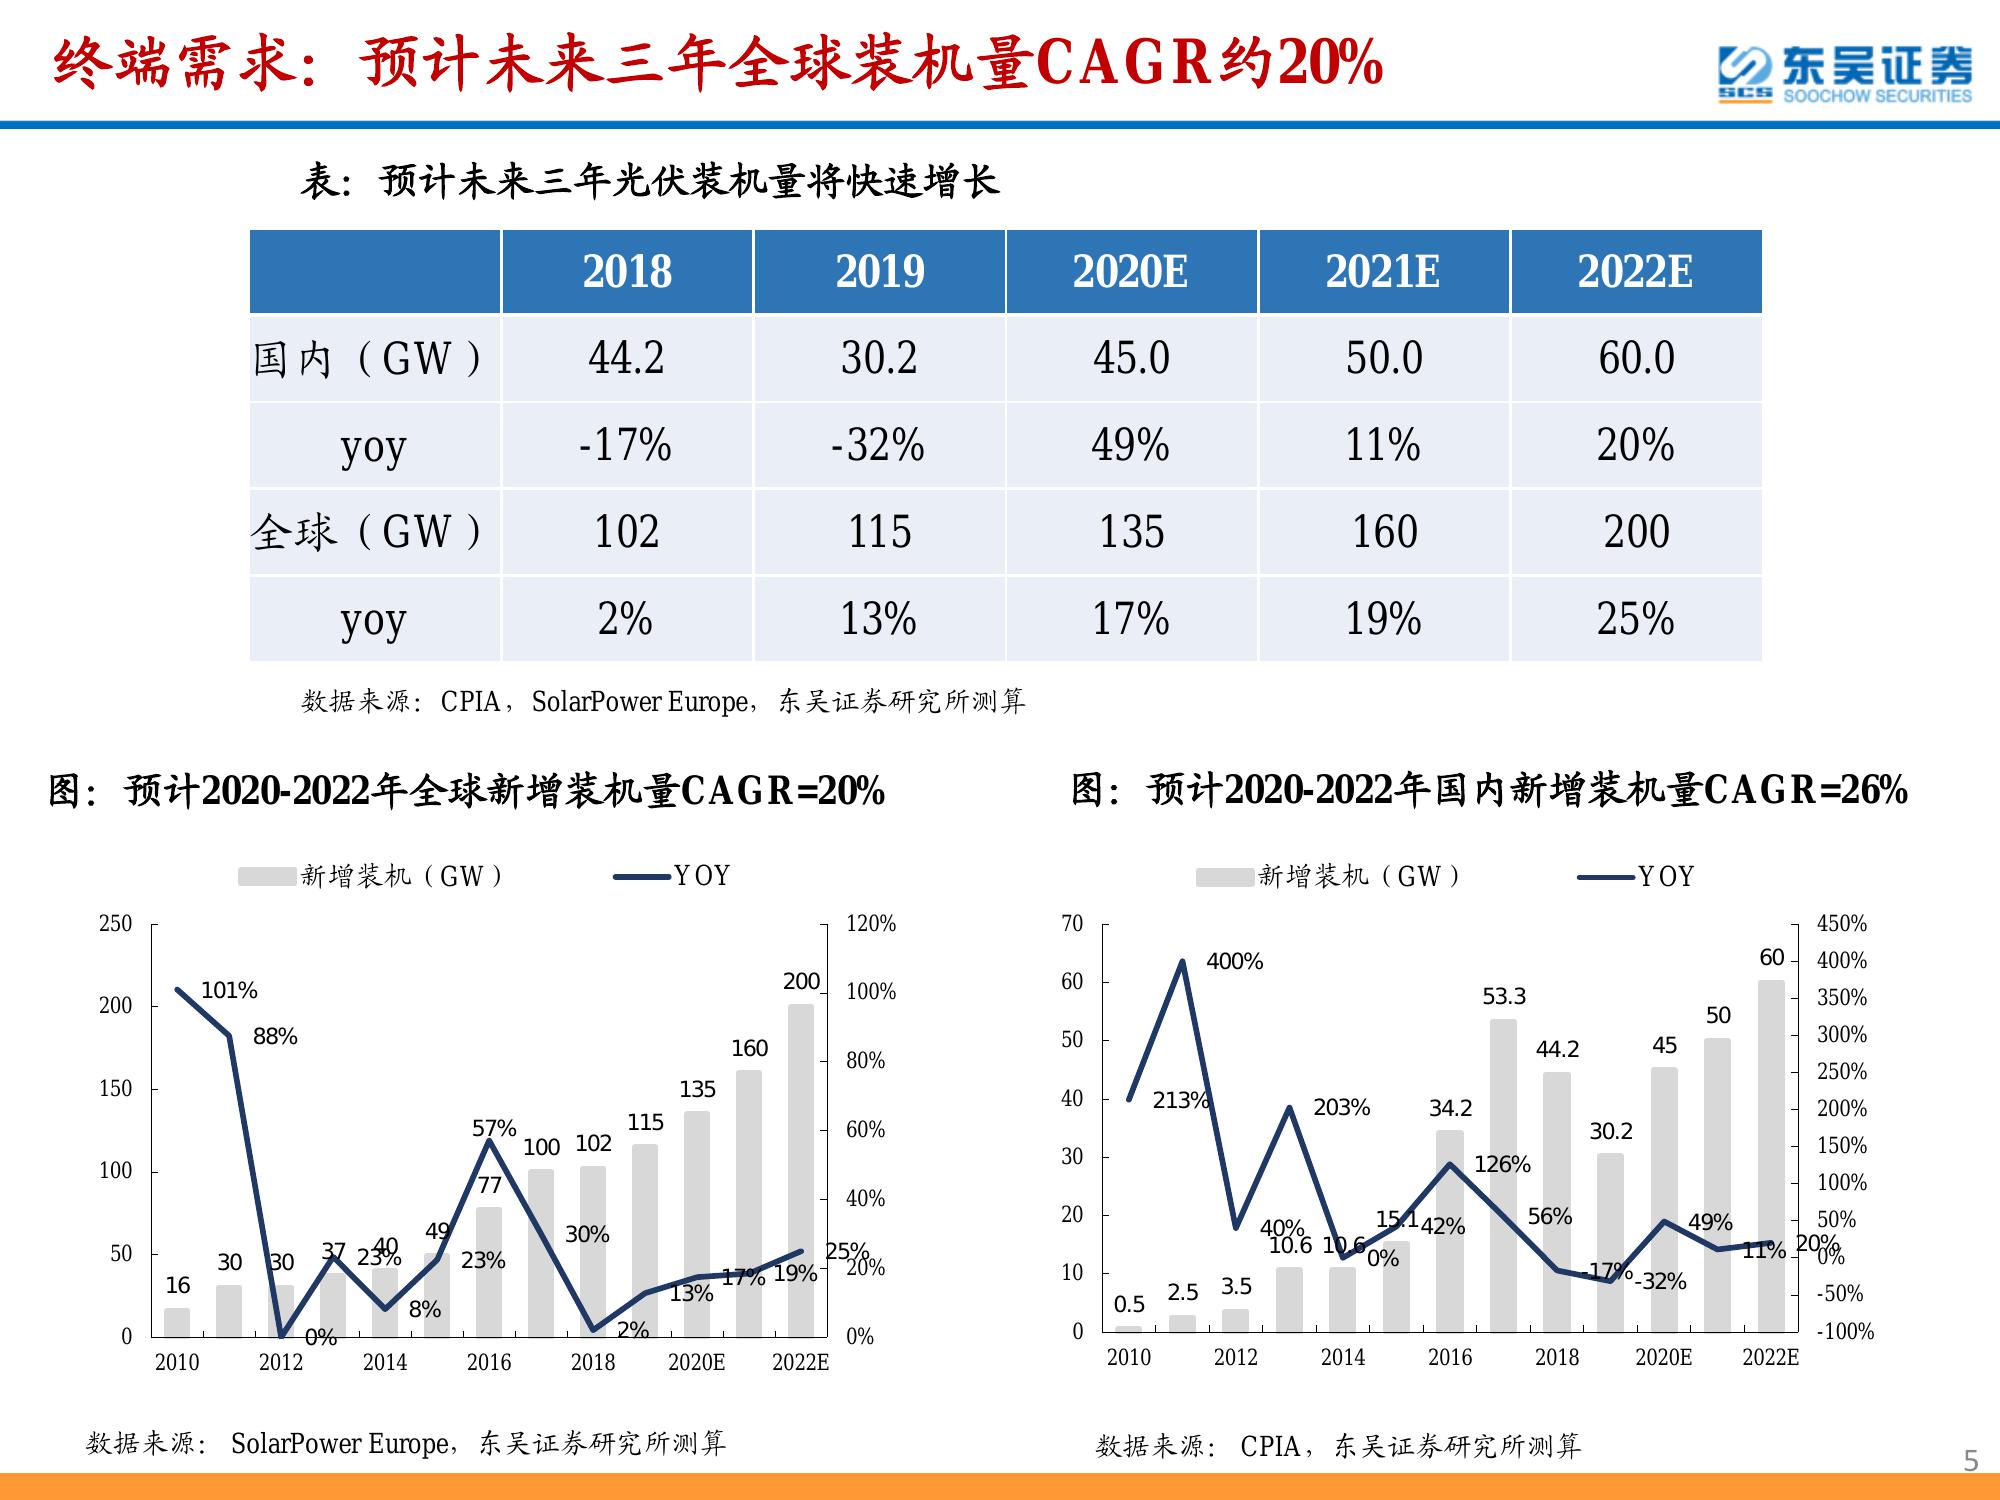 终端需求：预计未来三年全球装机量CAGR约20%
东吴证券
SCS SOOCHOW SECURITIES
表：预计未来三年光伏装机量将快速增长
2018 2019 2020E 2021E 2022E
国内（GW） 44.2 30.2 45.0 50.0 60.0
yoy -17% -32% 49% 11% 20%
全球（GW） 102 115 135 160 200
yoy 2% 13% 17% 19% 25%
数据来源：CPIA，SolarPower Europe，东吴证券研究所测算
图：预计2020-2022年全球新增装机量CAGR=20%
新增装机（GW） YOY
250
200
150
100
50
0
120%
100%
80%
60%
40%
20%
0%
16 30 30 37 40 49 77 100 102 115 135 160 200
101% 88% 0% 23% 8% 23% 57% 30% 2% 13% 17% 19% 25%
2010 2012 2014 2016 2018 2020E 2022E
数据来源： SolarPower Europe，东吴证券研究所测算
图：预计2020-2022年国内新增装机量CAGR=26%
新增装机（GW） YOY
70
60
50
40
30
20
10
0
450%
400%
350%
300%
250%
200%
150%
100%
50%
0%
-50%
-100%
0.5 2.5 3.5 10.6 10.6 15.1 34.2 53.3 44.2 30.2 45 50 60
213% 400% 40% 203% 0% 42% 126% 56% -17% -32% 49% 11% 20%
2010 2012 2014 2016 2018 2020E 2022E
数据来源： CPIA，东吴证券研究所测算
5